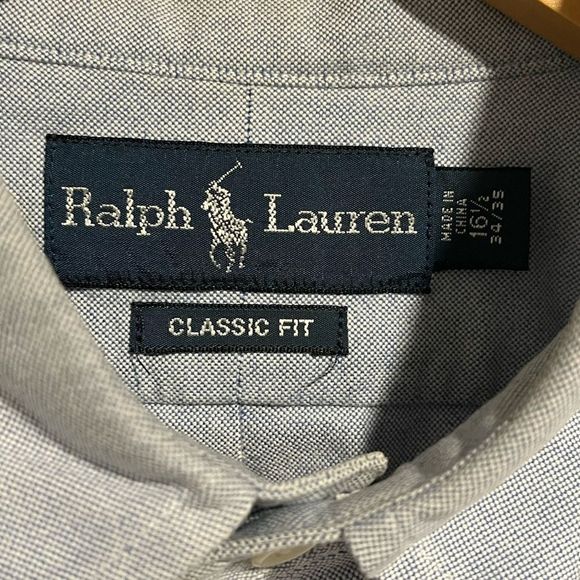 Ralph Lauren
MADE IN
CHINA
16½
34/35
CLASSIC FIT